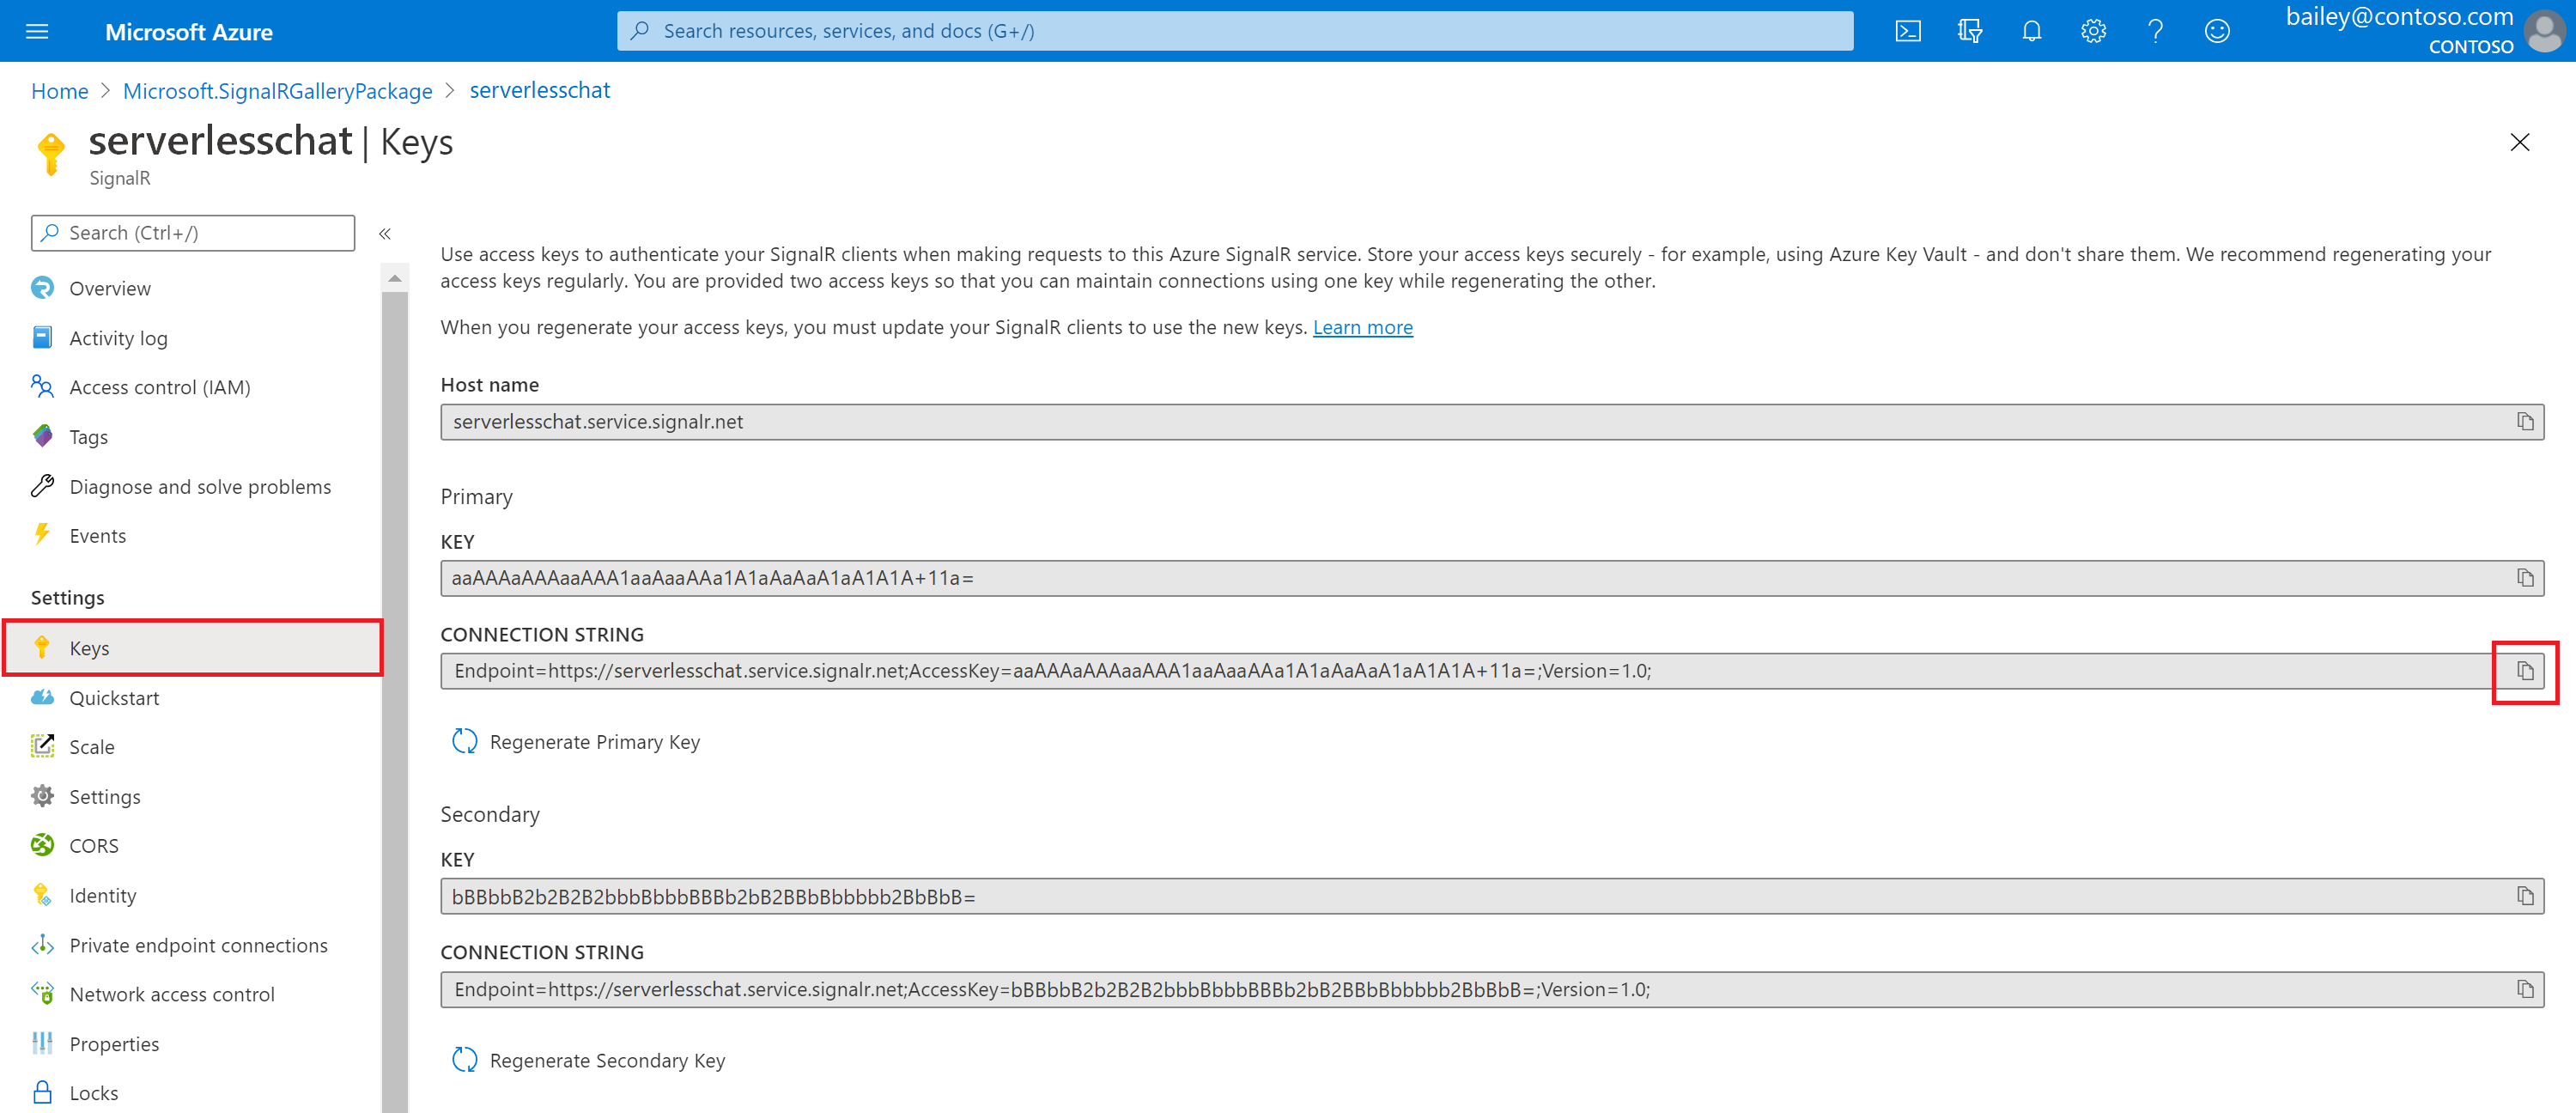 Microsoft Azure
Search resources, services, and docs (G+/)
bailey@contoso.com
CONTOSO
Home > Microsoft.SignalRGalleryPackage > serverlesschat
serverlesschat | Keys
SignalR
Search (Ctrl+/)
«
Overview
Activity log
Access control (IAM)
Tags
Diagnose and solve problems
Events
Settings
Keys
Quickstart
Scale
Settings
CORS
Identity
Private endpoint connections
Network access control
Properties
Locks
Use access keys to authenticate your SignalR clients when making requests to this Azure SignalR service. Store your access keys securely - for example, using Azure Key Vault - and don't share them. We recommend regenerating your
access keys regularly. You are provided two access keys so that you can maintain connections using one key while regenerating the other.
When you regenerate your access keys, you must update your SignalR clients to use the new keys. Learn more
Host name
serverlesschat.service.signalr.net
Primary
KEY
aaAAAaAAAaaAAA1aaAaaAAa1A1aAaAaA1aA1A1A+11a=
CONNECTION STRING
Endpoint=https://serverlesschat.service.signalr.net;AccessKey=aaAAAaAAAaaAAA1aaAaaAAa1A1aAaAaA1aA1A1A+11a=;Version=1.0;
Regenerate Primary Key
Secondary
KEY
bBBbbB2b2B2B2bbbBbbbBBBb2bB2BBbBbbbbb2BbBbB=
CONNECTION STRING
Endpoint=https://serverlesschat.service.signalr.net;AccessKey=bBBbbB2b2B2B2bbbBbbbBBBb2bB2BBbBbbbbb2BbBbB=;Version=1.0;
Regenerate Secondary Key